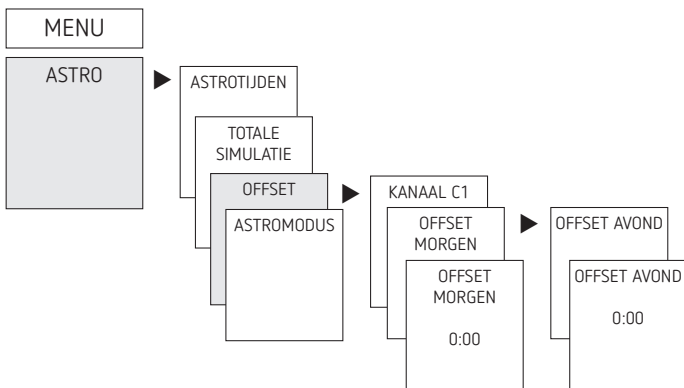 MENU
ASTRO
ASTROTIJDEN
TOTALE
SIMULATIE
OFFSET
ASTROMODUS
KANAAL C1
OFFSET
MORGEN
OFFSET
MORGEN
0:00
OFFSET AVOND
OFFSET AVOND
0:00